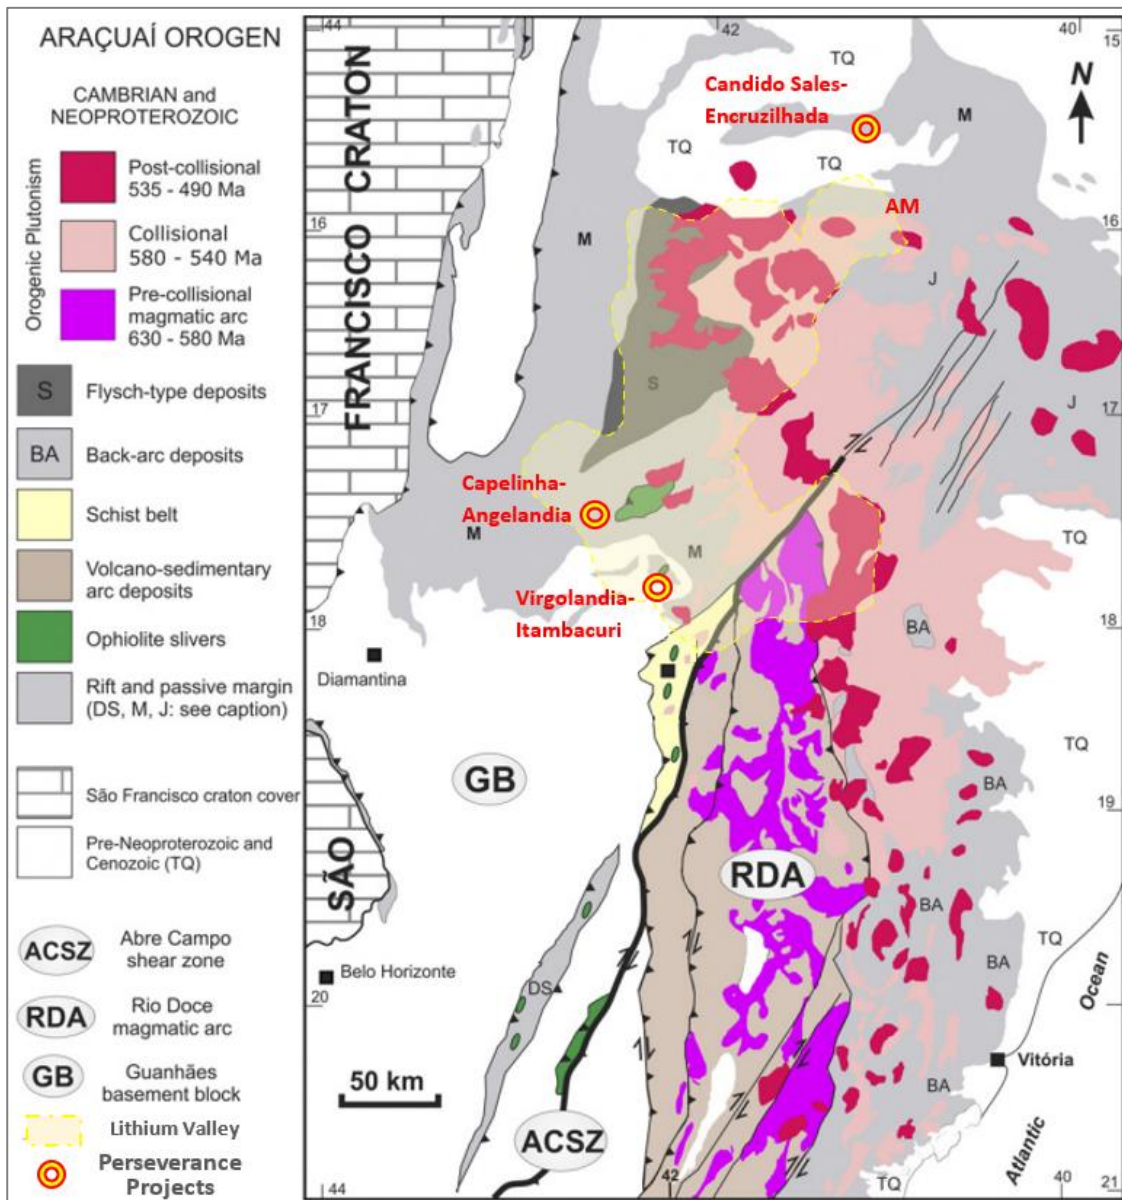 ARAÇUAÍ OROGEN
CAMBRIAN and
NEOPROTEROZOIC
Orogenic Plutonism
Post-collisional
535 - 490 Ma
Collisional
580 - 540 Ma
Pre-collisional
magmatic arc
630 - 580 Ma
S
Flysch-type deposits
BA
Back-arc deposits
Schist belt
Volcano-sedimentary
arc deposits
Ophiolite slivers
Rift and passive margin
(DS, M, J: see caption)
São Francisco craton cover
Pre-Neoproterozoic and
Cenozoic (TQ)
ACSZ
Abre Campo
shear zone
RDA
Rio Doce
magmatic arc
GB
Guanhães
basement block
Lithium Valley
Perseverance
Projects
44
42
40
15
TQ
N
Candido Sales-
Encruzilhada
M
TQ
TQ
AM
16
16
M
J
SÃO FRANCISCO CRATON
S
17
17
J
Capelinha-
Angelandia
M
M
TQ
Virgolandia-
Itambacuri
18
18
BA
Diamantina
TQ
GB
BA
19
RDA
BA
TQ
BA
Belo Horizonte
DS
20
Ocean
Vitória
50 km
BA
ACSZ
Atlantic
TQ
44
42
40
21